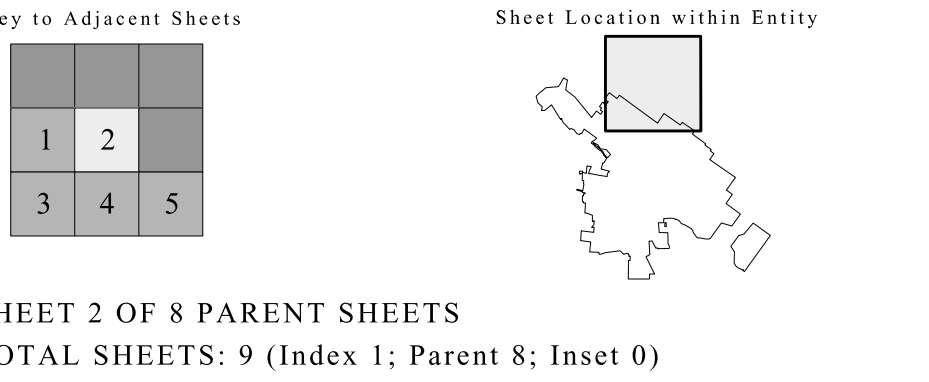 ey to Adjacent Sheets
Sheet Location within Entity
1 2
3 4 5
HEET 2 OF 8 PARENT SHEETS
OTAL SHEETS: 9 (Index 1; Parent 8; Inset 0)